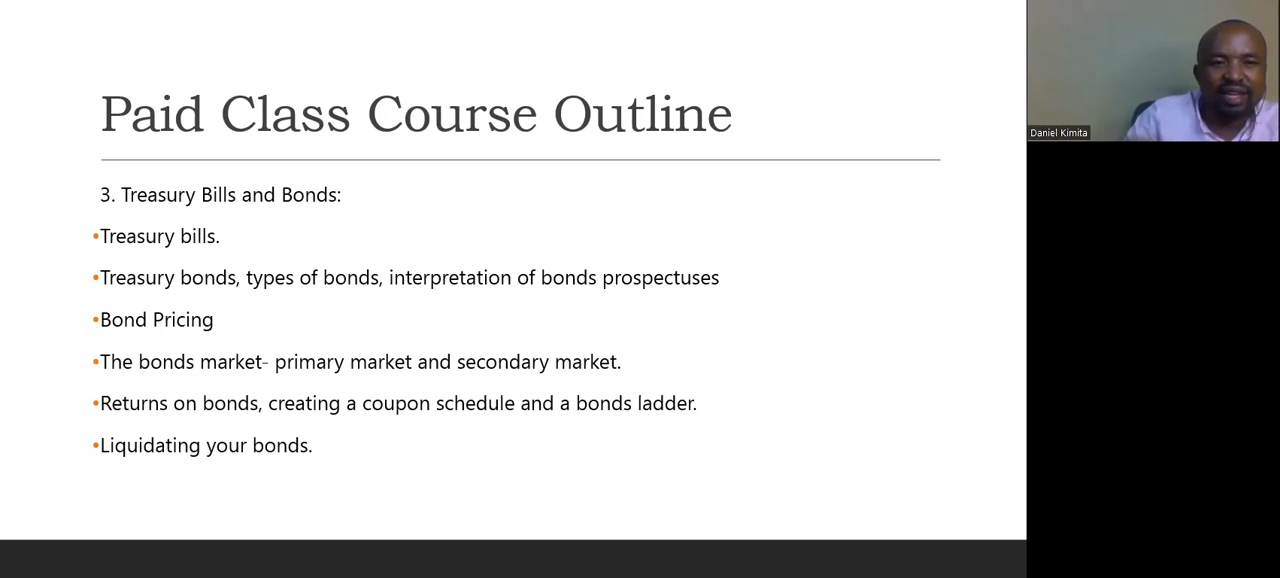 Paid Class Course Outline
3. Treasury Bills and Bonds:
•Treasury bills.
•Treasury bonds, types of bonds, interpretation of bonds prospectuses
•Bond Pricing
•The bonds market- primary market and secondary market.
•Returns on bonds, creating a coupon schedule and a bonds ladder.
•Liquidating your bonds.
Daniel Kimita